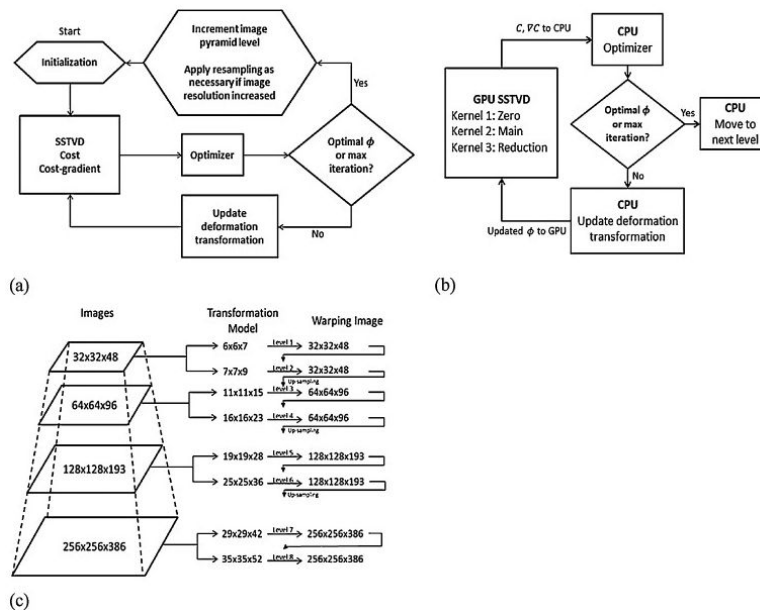 Start
Initialization
Increment image
pyramid level
Apply resampling as
necessary if image
resolution increased
Yes
SSTVD
Cost
Cost-gradient
Optimizer
Optimal ϕ
or max
iteration?
No
Update
deformation
transformation
(a)
C, ∇C to CPU
CPU
Optimizer
GPU SSTVD
Kernel 1: Zero
Kernel 2: Main
Kernel 3: Reduction
Optimal ϕ
or max
iteration?
Yes
CPU
Move to
next level
No
CPU
Update deformation
transformation
Updated ϕ to GPU
(b)
Images
Transformation
Model
Warping Image
32x32x48
6x6x7 Level 1 32x32x48
7x7x9 Level 2 32x32x48
Up-sampling
64x64x96
11x11x15 Level 3 64x64x96
16x16x23 Level 4 64x64x96
Up-sampling
128x128x193
19x19x28 Level 5 128x128x193
25x25x36 Level 6 128x128x193
Up-sampling
256x256x386
29x29x42 Level 7 256x256x386
35x35x52 Level 8 256x256x386
(c)